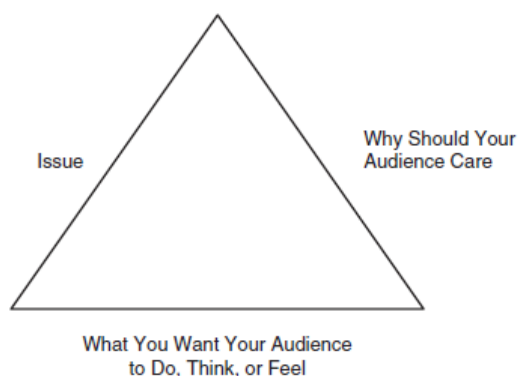 Issue
Why Should Your
Audience Care
What You Want Your Audience
to Do, Think, or Feel